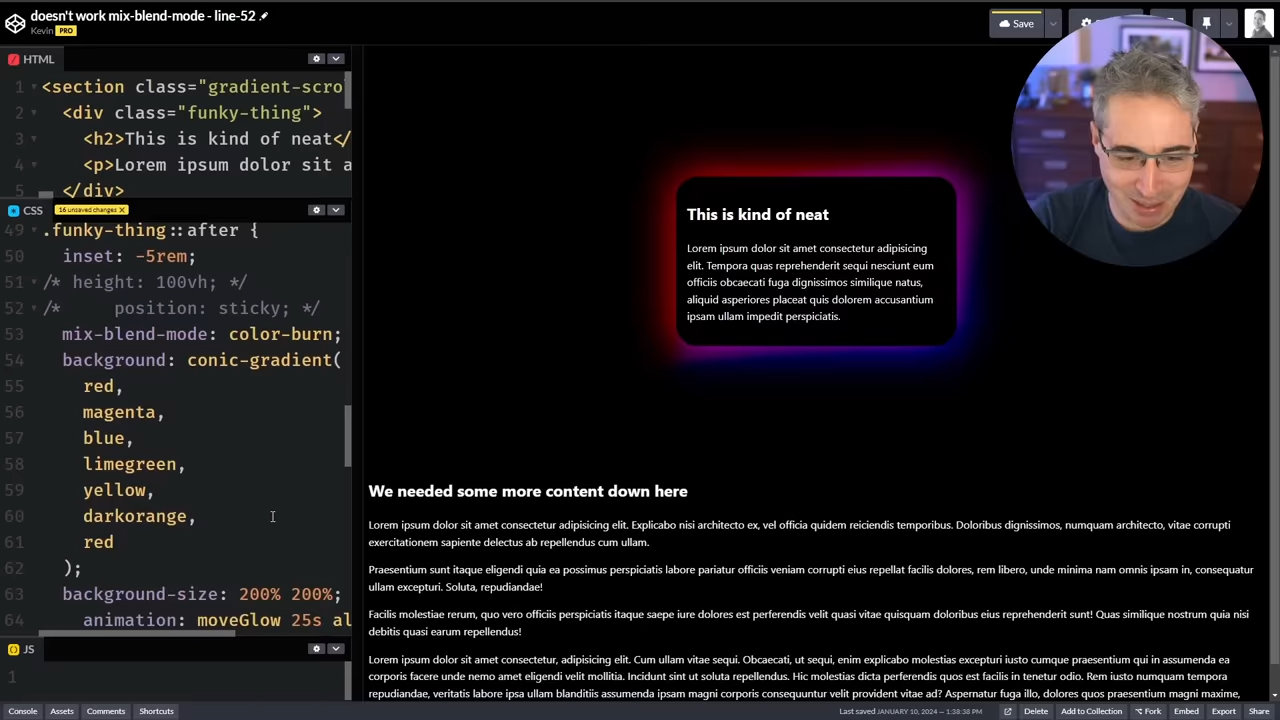 doesn't work mix-blend-mode - line-52
Kevin PRO
Save
HTML
1 <section class="gradient-scro
2 <div class="funky-thing">
3 <h2>This is kind of neat</
4 <p>Lorem ipsum dolor sit a
5 </div>
CSS 16 unsaved changes X
49 .funky-thing::after {
50 inset: -5rem;
51 /* height: 100vh; */
52 /* position: sticky; */
53 mix-blend-mode: color-burn;
54 background: conic-gradient(
55 red,
56 magenta,
57 blue,
58 limegreen,
59 yellow,
60 darkorange,
61 red
62 );
63 background-size: 200% 200%;
64 animation: moveGlow 25s al
JS
1
This is kind of neat
Lorem ipsum dolor sit amet consectetur adipisicing
elit. Tempora quas reprehenderit sequi nesciunt eum
officiis obcaecati fuga dignissimos similique natus,
aliquid asperiores placeat quis dolorem accusantium
ipsam ullam impedit perspiciatis.
We needed some more content down here
Lorem ipsum dolor sit amet consectetur adipisicing elit. Explicabo nisi architecto ex, vel officia quidem reiciendis temporibus. Doloribus dignissimos, numquam architecto, vitae corrupti
exercitationem sapiente delectus ab repellendus cum ullam.
Praesentium sunt itaque eligendi quia ea possimus perspiciatis labore pariatur officiis veniam corrupti eius repellat facilis dolores, rem libero, unde minima nam omnis ipsam in, consequatur
ullam excepturi. Soluta, repudiandae!
Facilis molestiae rerum, quo vero officiis perspiciatis itaque saepe iure dolores est perferendis velit quasi vitae quisquam doloribus eius reprehenderit sunt! Quas similique nostrum quia nisi
debitis quasi earum repellendus!
Lorem ipsum dolor sit amet consectetur, adipisicing elit. Cum ullam vitae sequi. Obcaecati, ut sequi, enim explicabo molestias excepturi iusto cumque praesentium qui in assumenda ea
corporis facere nemo eligendi velit mollitia. Incidunt sint ut soluta repellendus. Hic molestias dicta perferendis quos est facilis in tenetur odio. Rem iusto numquam tempora
repudiandae, veritatis labore ipsa ullam blanditiis assumenda ipsam magni corporis consequuntur velit provident vitae ad? Aspernatur fuga illo, dolores quos quisquam magni maxime,
Console Assets Comments Shortcuts
Last saved JANUARY 10, 2024 — 1:38:38 PM
Delete Add to Collection Fork Embed Export Share